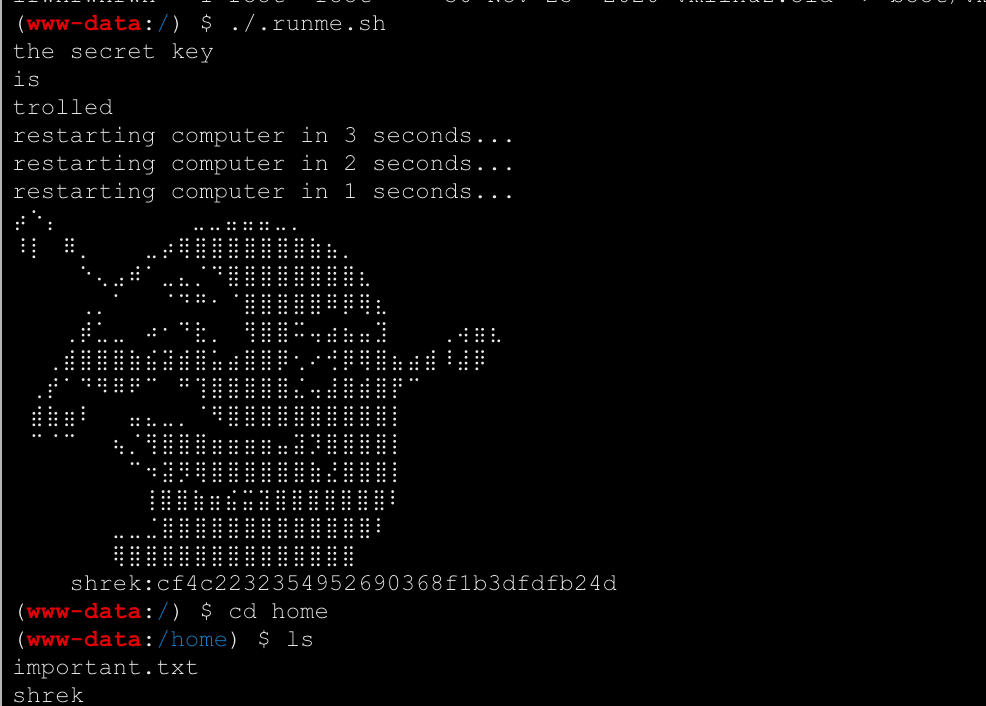 (www-data:/) $ ./.runme.sh
the secret key
is
trolled
restarting computer in 3 seconds...
restarting computer in 2 seconds...
restarting computer in 1 seconds...
shrek:cf4c2232354952690368f1b3dfdfb24d
(www-data:/) $ cd home
(www-data:/home) $ ls
important.txt
shrek